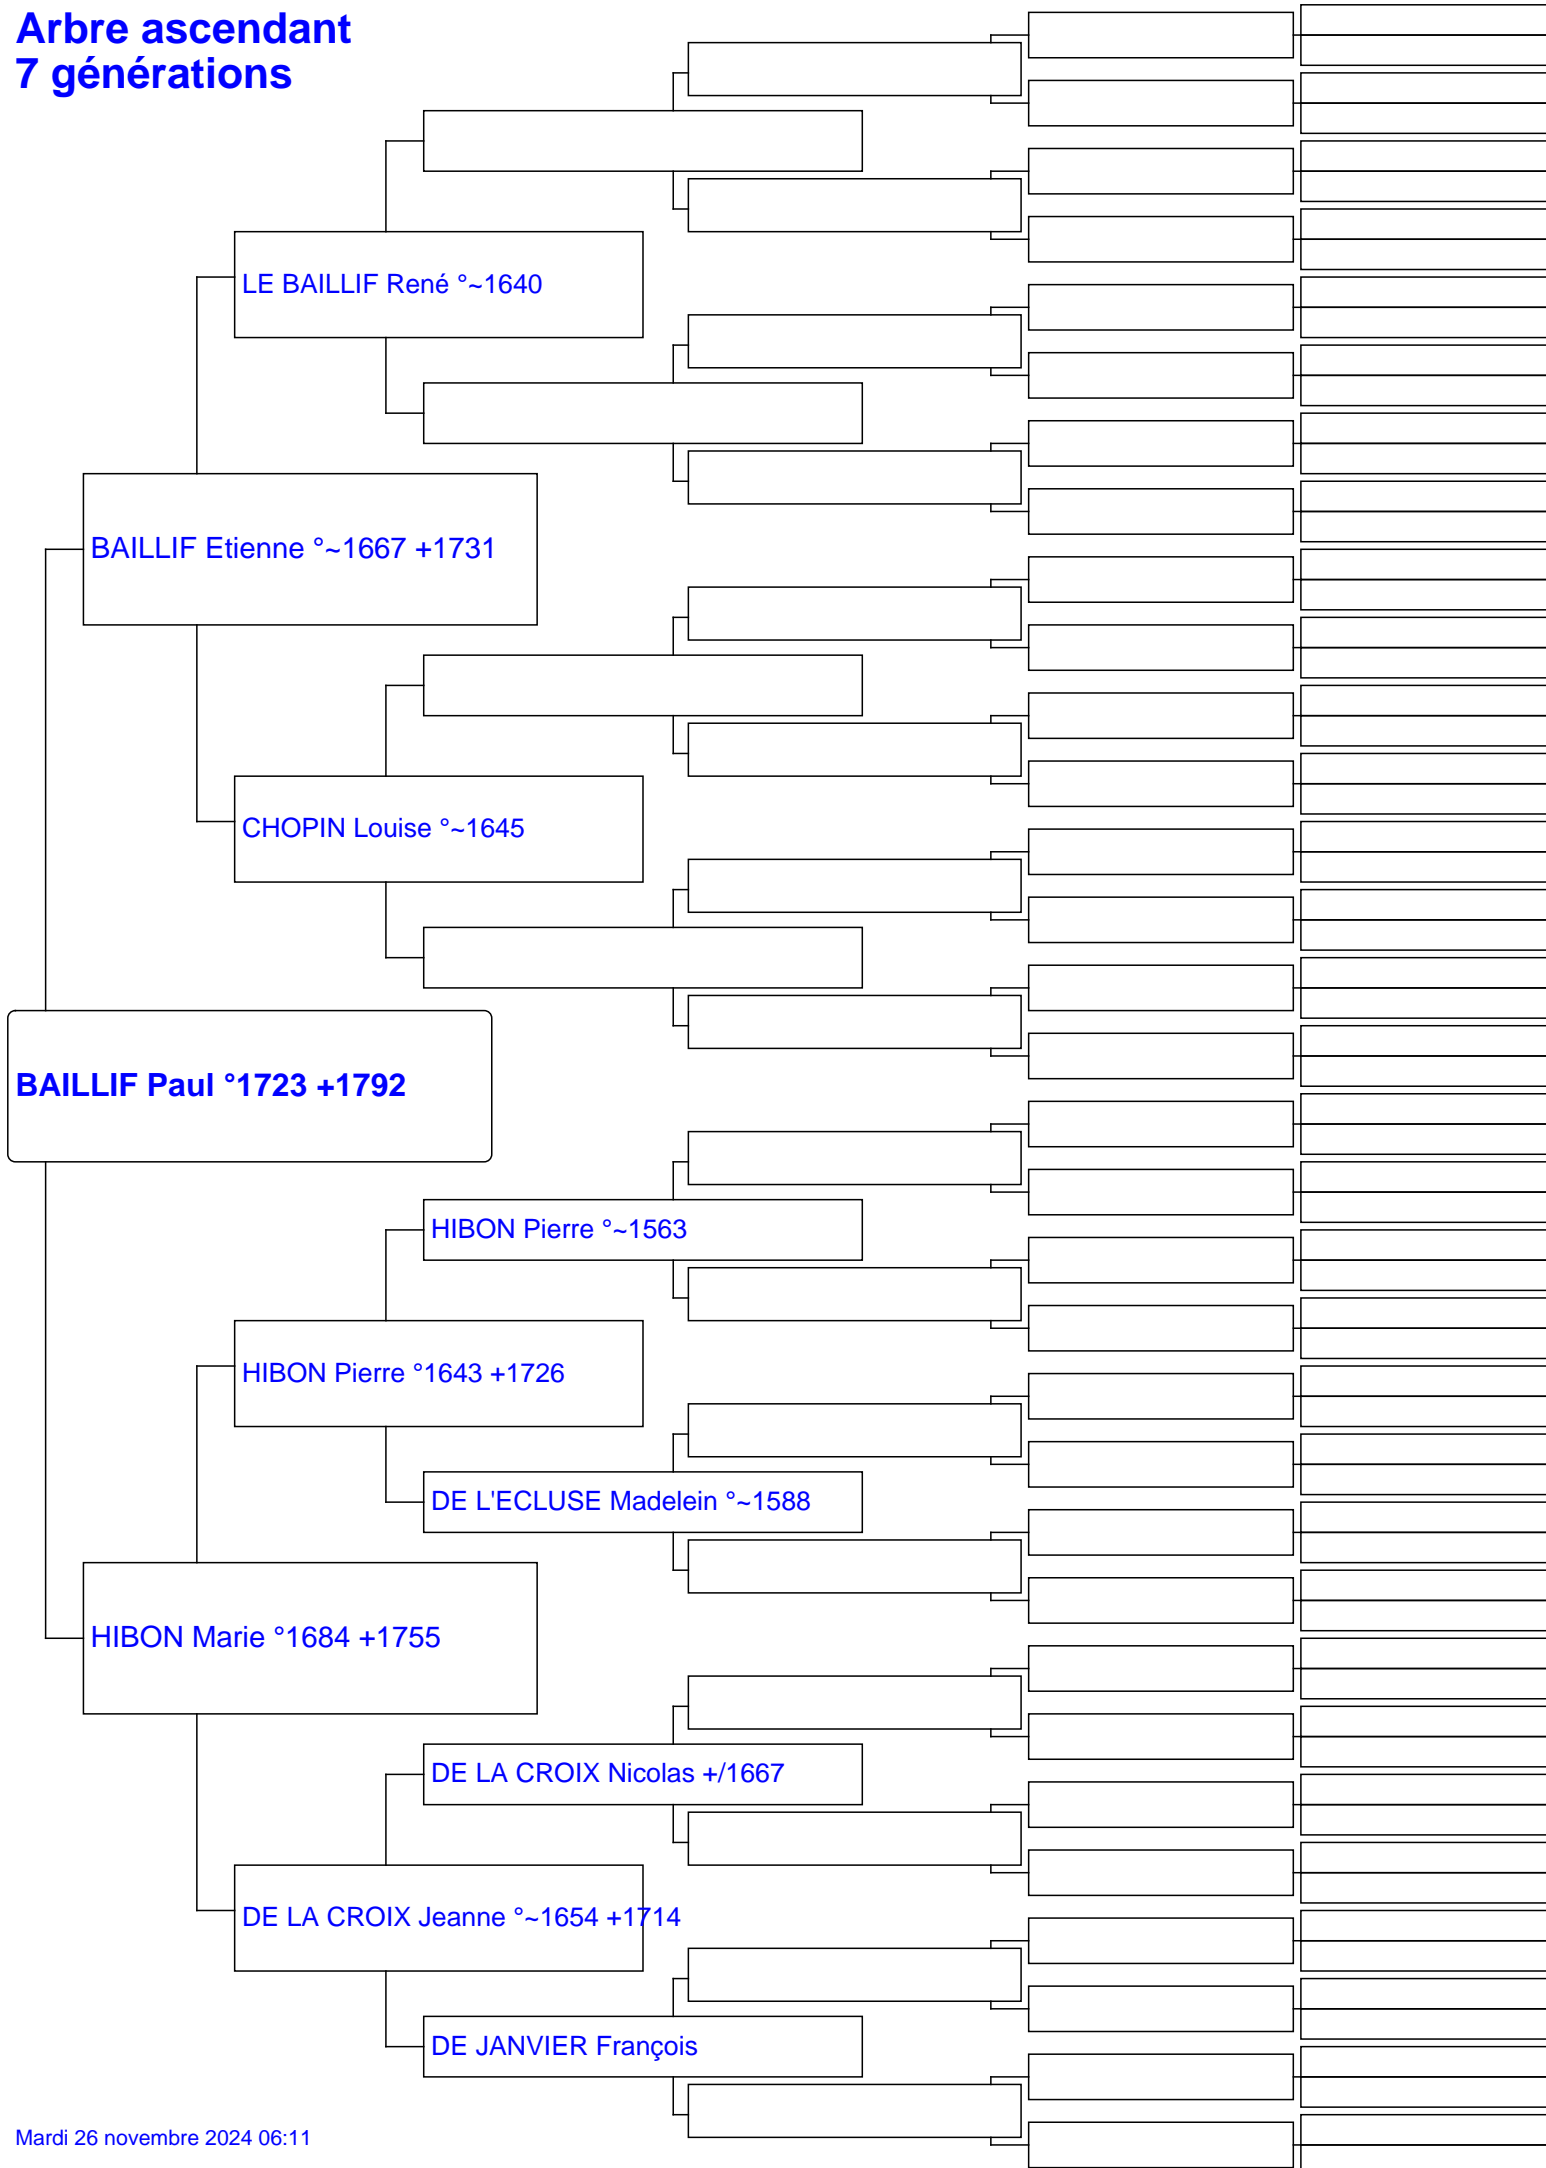 Arbre ascendant
7 générations
LE BAILLIF René °~1640
BAILLIF Etienne °~1667 +1731
CHOPIN Louise °~1645
BAILLIF Paul °1723 +1792
HIBON Pierre °~1563
HIBON Pierre °1643 +1726
DE L'ECLUSE Madelein °~1588
HIBON Marie °1684 +1755
DE LA CROIX Nicolas +/1667
DE LA CROIX Jeanne °~1654 +1714
DE JANVIER François
Mardi 26 novembre 2024 06:11